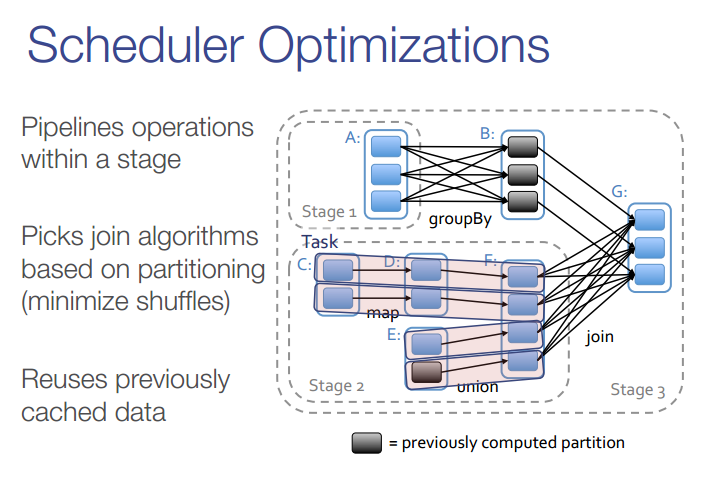 Scheduler Optimizations
Pipelines operations
within a stage
Picks join algorithms
based on partitioning
(minimize shuffles)
Reuses previously
cached data
A:
B:
G:
Stage 1
groupBy
Task
C:
D:
F:
map
E:
join
Stage 2
union
Stage 3
= previously computed partition